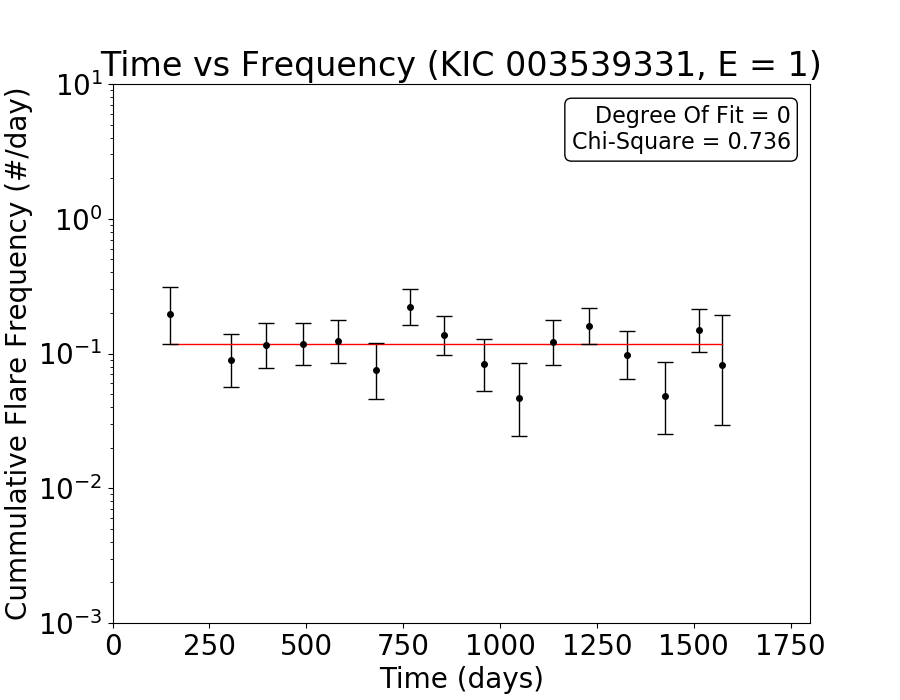 Time vs Frequency (KIC 003539331, E = 1)
Degree Of Fit = 0
Chi-Square = 0.736
Cummulative Flare Frequency (#/day)
10¹
10⁰
10⁻¹
10⁻²
10⁻³
0 250 500 750 1000 1250 1500 1750
Time (days)